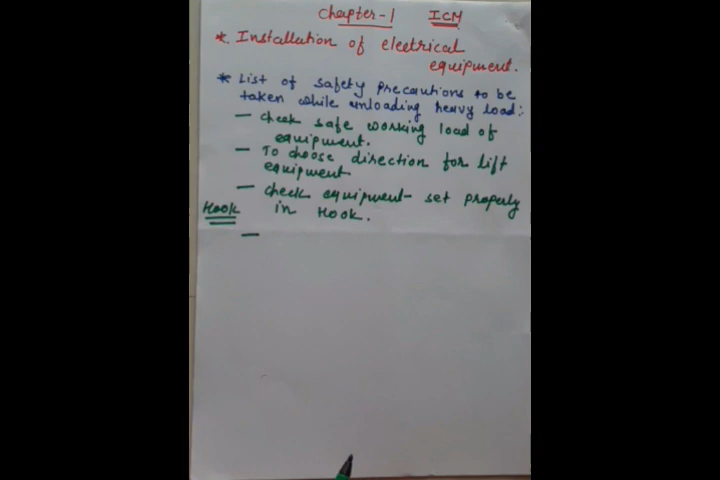 Chapter-1 ICM
*. Installation of electrical
equipment.
* List of safety precautions to be
taken while unloading heavy load:
— check safe working load of
equipment.
— To choose direction for lift
equipment
— check equipment set properly
Hook in Hook.
—